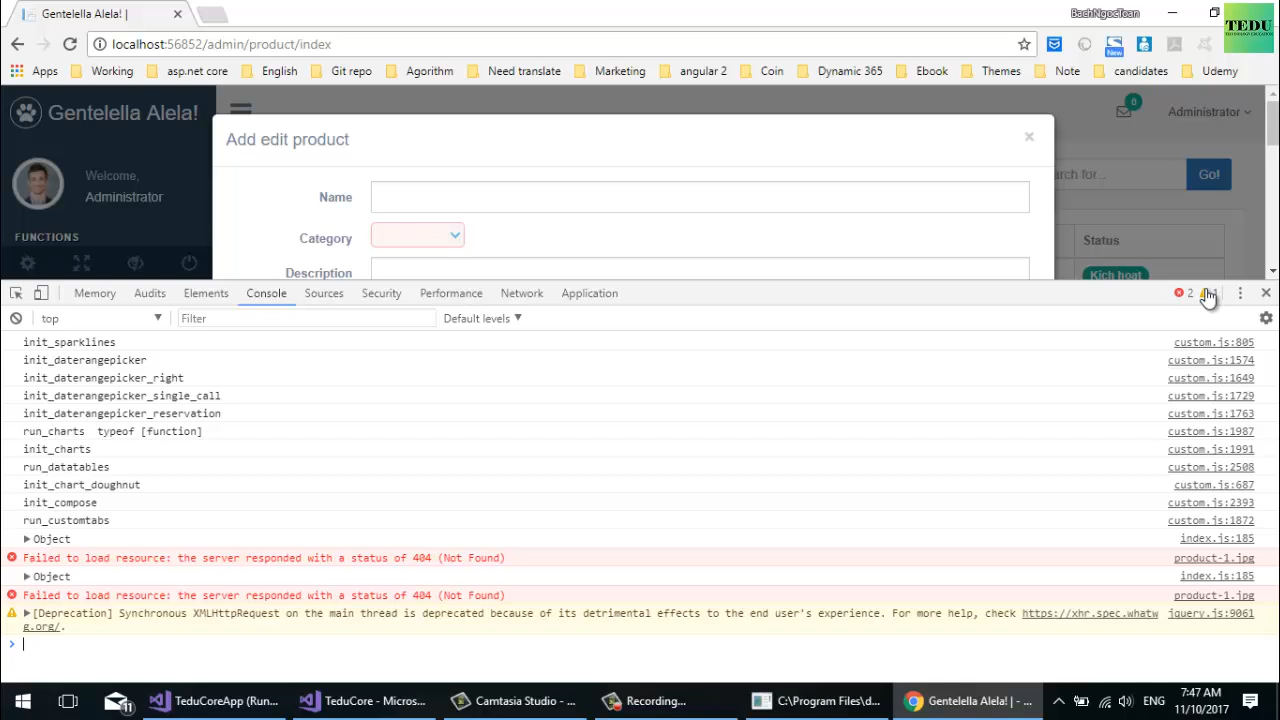 Gentelella Alela! |
BachNgocToan
TEDU
localhost:56852/admin/product/index
New
Apps Working asp.net core English Git repo Agorithm Need translate Marketing angular 2 Coin Dynamic 365 Ebook Themes Note candidates Udemy
Gentelella Alela!
0
Administrator
Add edit product
×
Welcome,
Administrator
Name
earch for...
Go!
FUNCTIONS
Category
Status
Description
Kích hoạt
Memory Audits Elements Console Sources Security Performance Network Application
2
top
Filter
Default levels
init_sparklines custom.js:805
init_daterangepicker custom.js:1574
init_daterangepicker_right custom.js:1649
init_daterangepicker_single_call custom.js:1729
init_daterangepicker_reservation custom.js:1763
run_charts typeof [function] custom.js:1987
init_charts custom.js:1991
run_datatables custom.js:2508
init_chart_doughnut custom.js:687
init_compose custom.js:2393
run_customtabs custom.js:1872
Object index.js:185
Failed to load resource: the server responded with a status of 404 (Not Found) product-1.jpg
Object index.js:185
Failed to load resource: the server responded with a status of 404 (Not Found) product-1.jpg
[Deprecation] Synchronous XMLHttpRequest on the main thread is deprecated because of its detrimental effects to the end user's experience. For more help, check https://xhr.spec.whatw jquery.js:9061
g.org/.
11
TeduCoreApp (Run...
TeduCore - Micros...
Camtasia Studio - ...
Recording...
C:\Program Files\d...
Gentelella Alela! | - ...
ENG
7:47 AM
11/10/2017